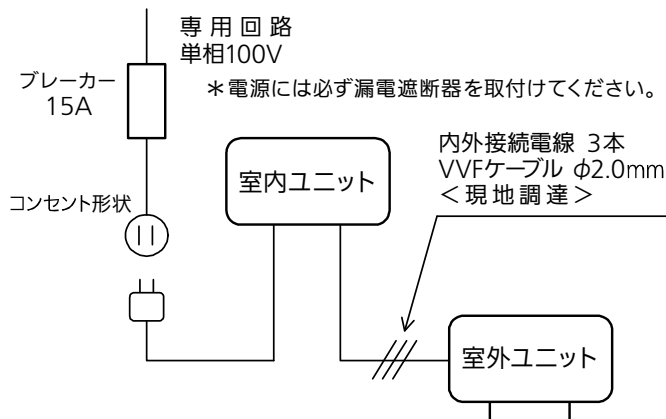 専用回路
単相100V
ブレーカー
15A
＊電源には必ず漏電遮断器を取付けてください。
内外接続電線 3本
VVFケーブル φ2.0mm
＜現地調達＞
室内ユニット
コンセント形状
室外ユニット